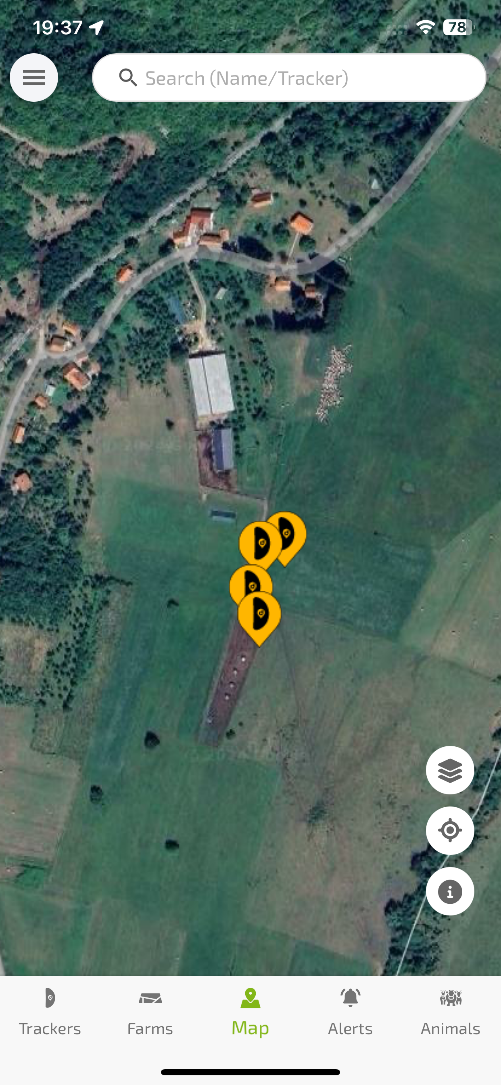 19:37
78
Search (Name/Tracker)
Trackers
Farms
Map
Alerts
Animals